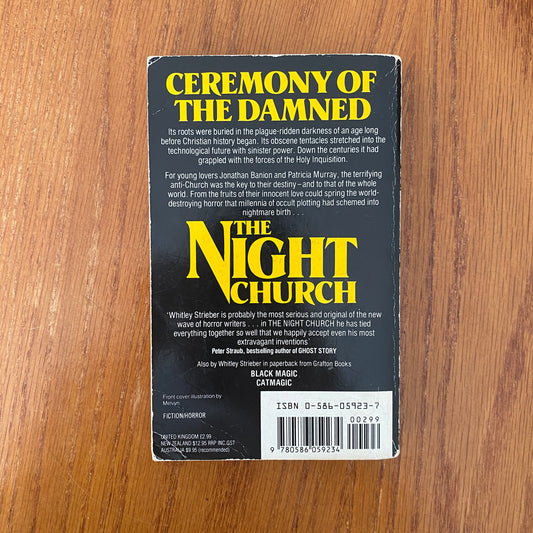 CEREMONY OF
THE DAMNED
Its roots were buried in the plague-ridden darkness of an age long
before Christian history began. Its obscene tentacles stretched into the
technological future with sinister power. Down the centuries it had
grappled with the forces of the Holy Inquisition.
For young lovers Jonathan Banion and Patricia Murray, the terrifying
anti-Church was the key to their destiny – and to that of the whole
world. From the fruits of their innocent love could spring the world-
destroying horror that millennia of occult plotting had schemed into
nightmare birth . . .
THE
NIGHT
CHURCH
'Whitley Strieber is probably the most serious and original of the new
wave of horror writers . . . in THE NIGHT CHURCH he has tied
everything together so well that we happily accept even his most
extravagant inventions'
Peter Straub, bestselling author of GHOST STORY
Also by Whitley Strieber in paperback from Grafton Books
BLACK MAGIC
CATMAGIC
Front cover illustration by
Melvyn
FICTION/HORROR
UNITED KINGDOM £2.99
NEW ZEALAND $12.95 RRP INC.GST
AUSTRALIA $9.95 (recommended)
ISBN 0-586-05923-7
00299
9 780586 059234